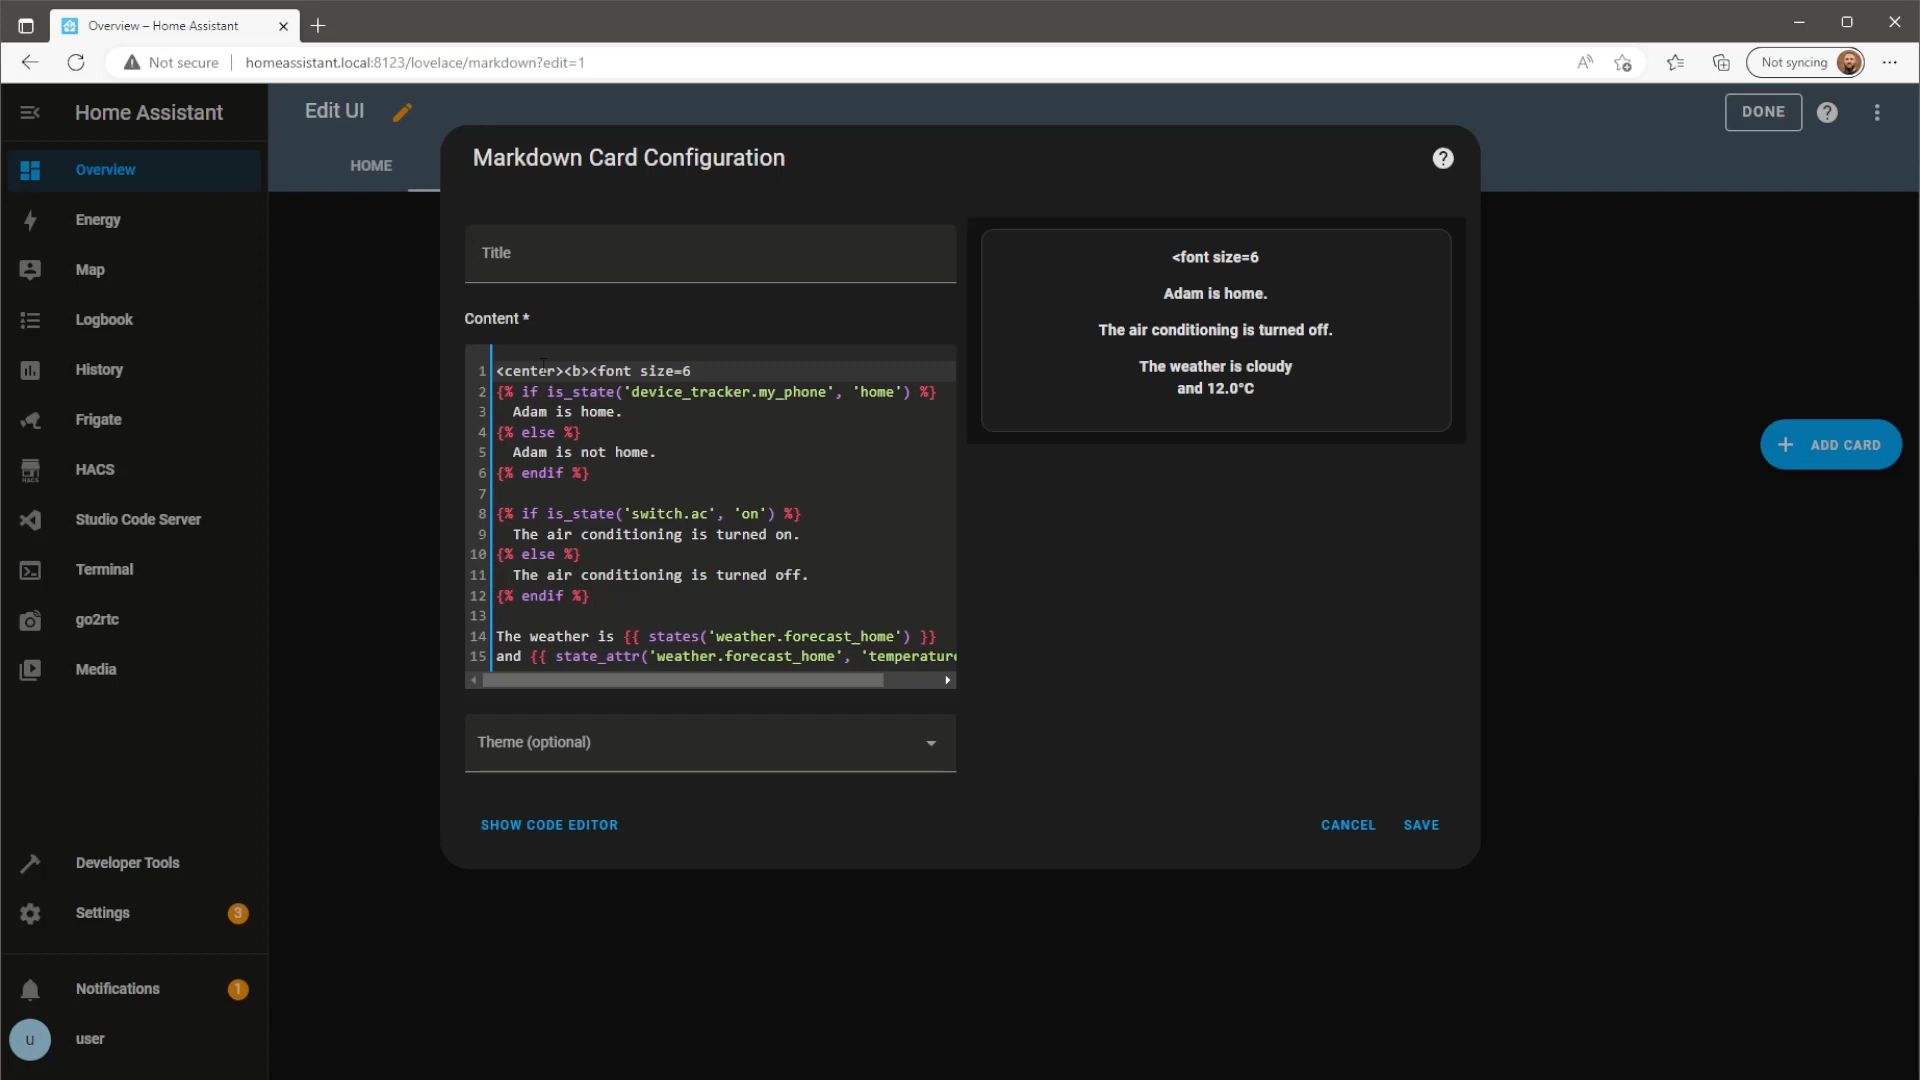 Overview – Home Assistant
Not secure
homeassistant.local:8123/lovelace/markdown?edit=1
Not syncing
Home Assistant
Edit UI
DONE
HOME
Overview
Energy
Map
Logbook
History
Frigate
HACS
HACS
Studio Code Server
Terminal
go2rtc
Media
Developer Tools
Settings
3
Notifications
1
u
user
Markdown Card Configuration
Title
Content *
1 <center><b><font size=6
2 {% if is_state('device_tracker.my_phone', 'home') %}
3   Adam is home.
4 {% else %}
5   Adam is not home.
6 {% endif %}
7
8 {% if is_state('switch.ac', 'on') %}
9   The air conditioning is turned on.
10 {% else %}
11   The air conditioning is turned off.
12 {% endif %}
13
14 The weather is {{ states('weather.forecast_home') }}
15 and {{ state_attr('weather.forecast_home', 'temperature
Theme (optional)
SHOW CODE EDITOR
CANCEL
SAVE
<font size=6
Adam is home.
The air conditioning is turned off.
The weather is cloudy
and 12.0°C
ADD CARD